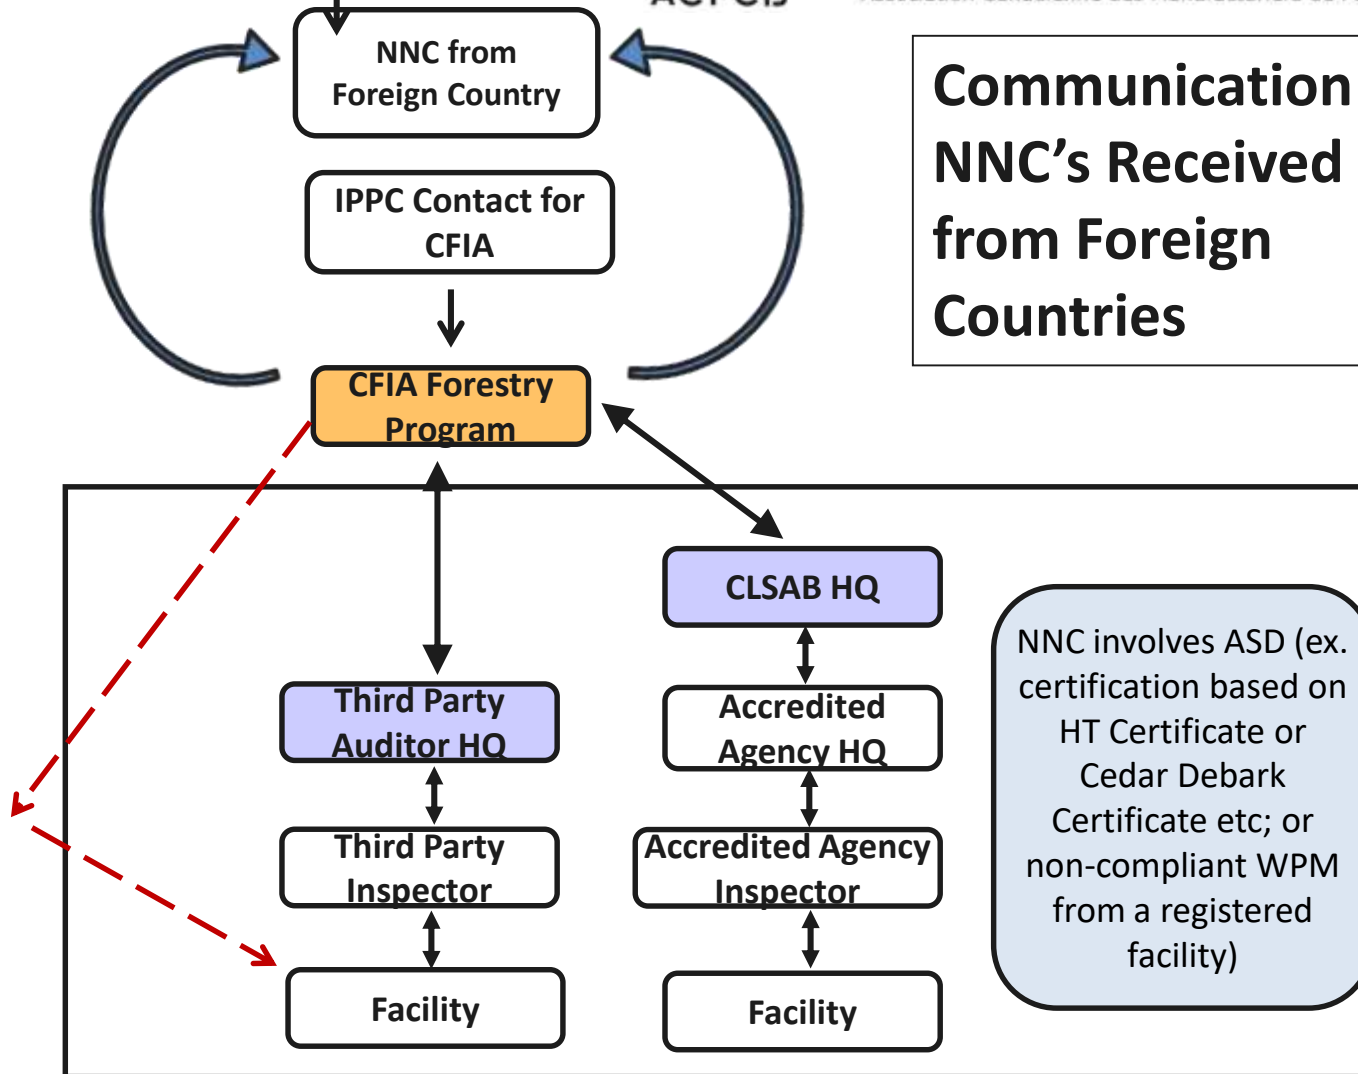 NNC from
Foreign Country
Communication
NNC's Received
from Foreign
Countries
IPPC Contact for
CFIA
CFIA Forestry
Program
CLSAB HQ
Third Party
Auditor HQ
Accredited
Agency HQ
Third Party
Inspector
Accredited Agency
Inspector
Facility
Facility
NNC involves ASD (ex.
certification based on
HT Certificate or
Cedar Debark
Certificate etc; or
non-compliant WPM
from a registered
facility)